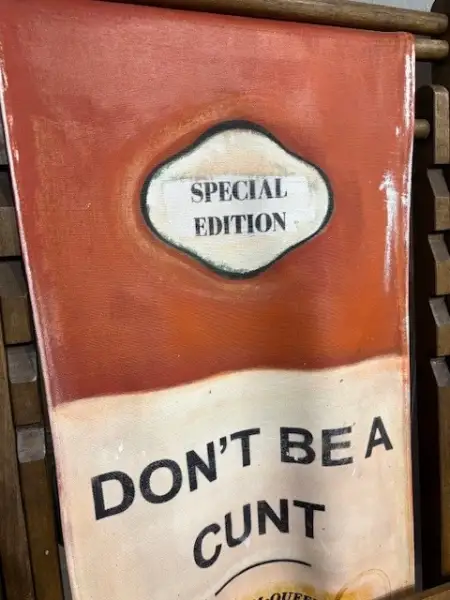 SPECIAL
EDITION
DON'T BE A
CUNT